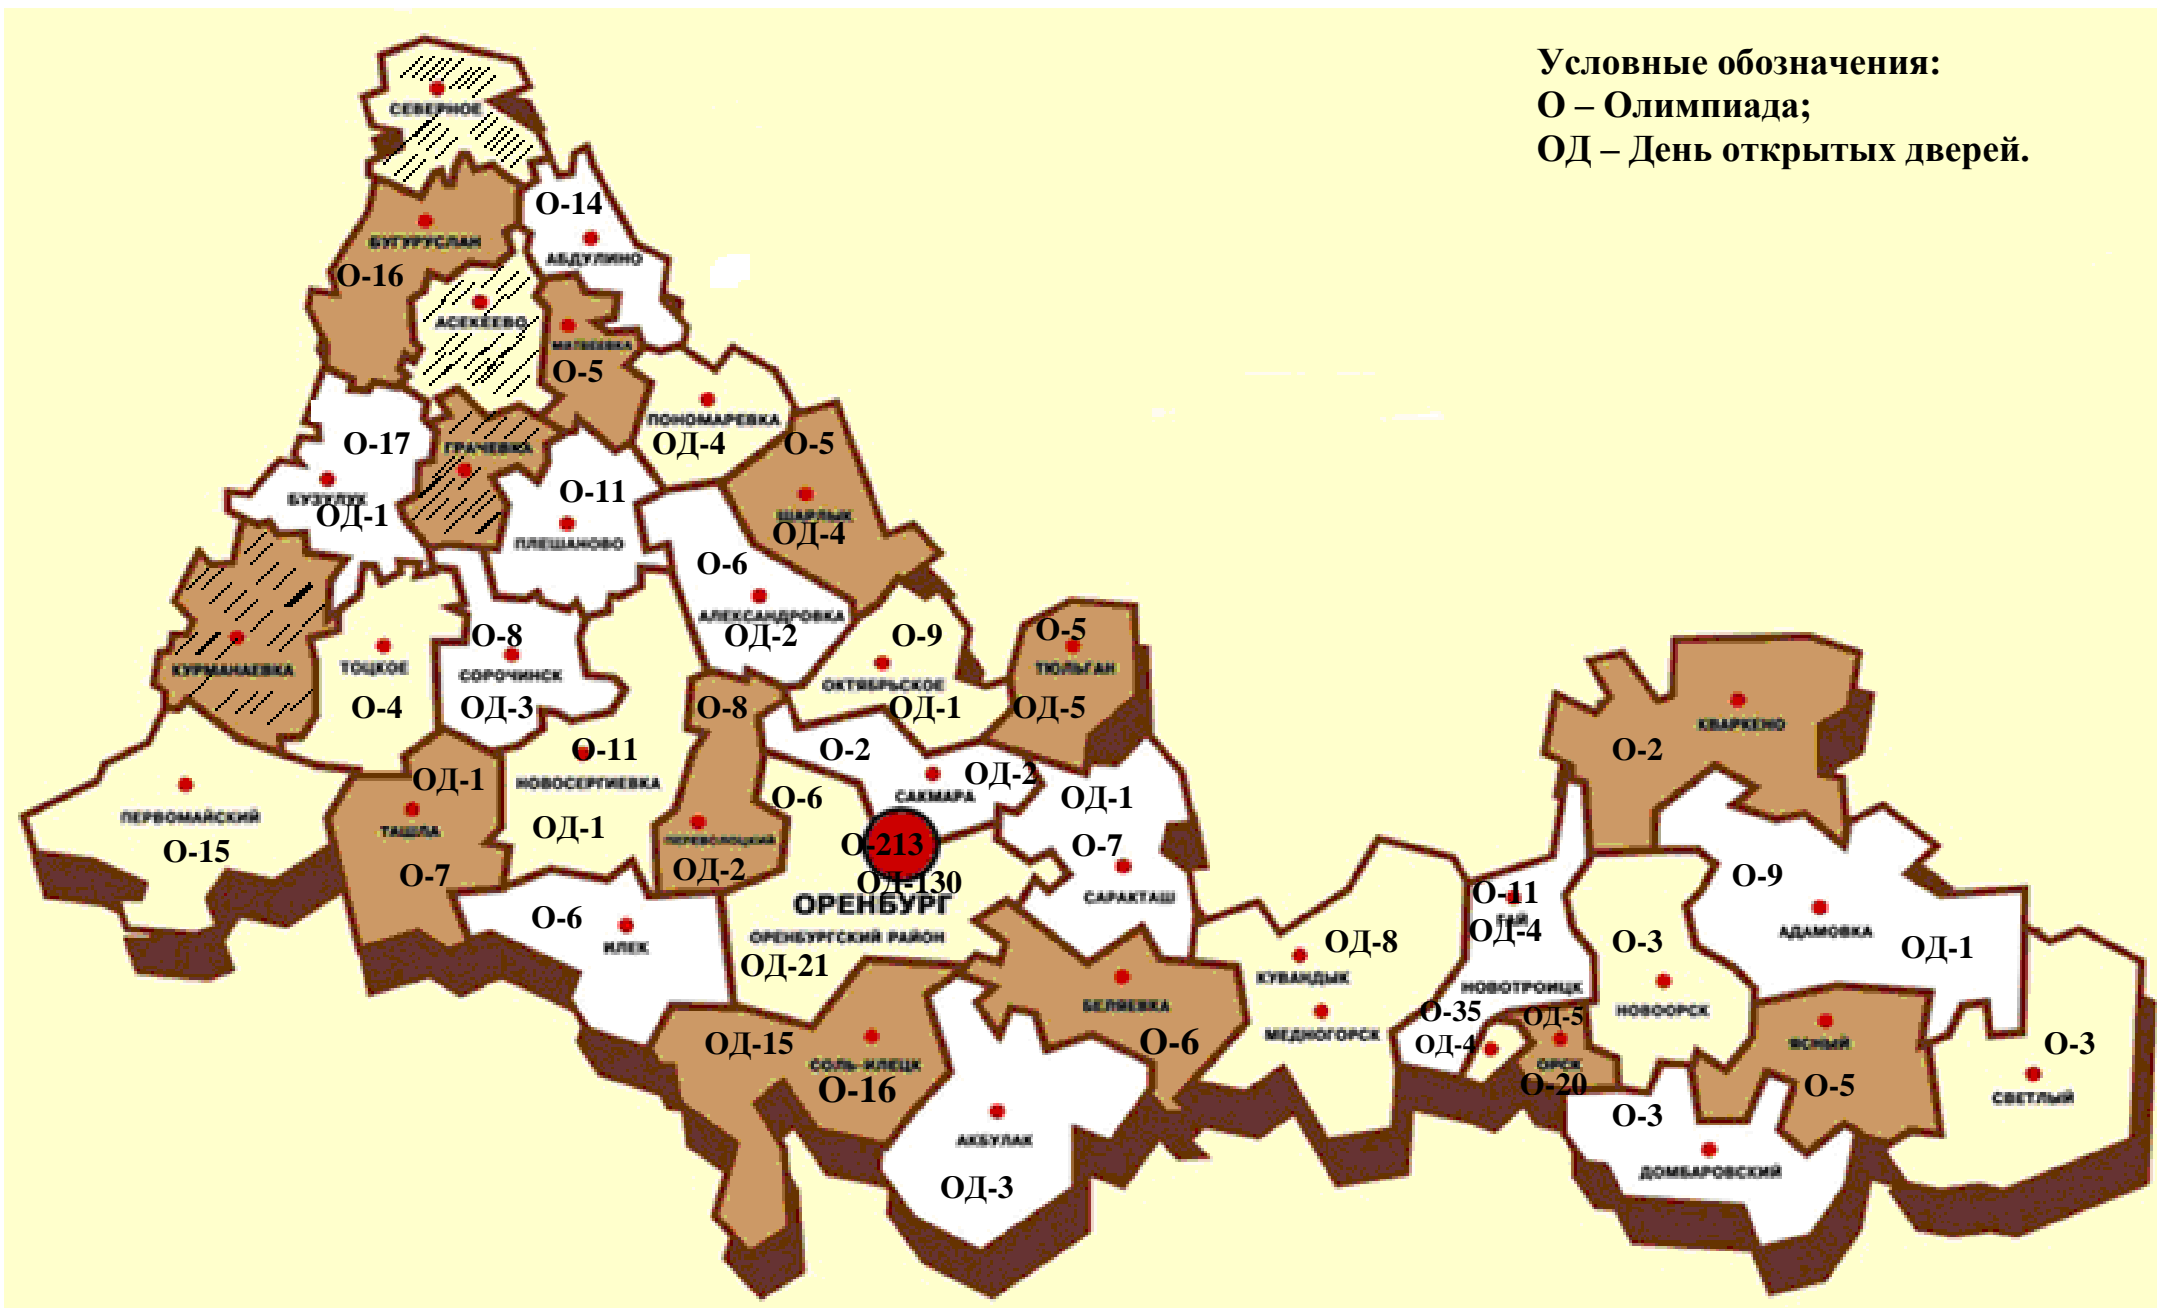 Условные обозначения:
О – Олимпиада;
ОД – День открытых дверей.
СЕВЕРНОЕ
О-14
БУГУРУСЛАН
АБДУЛИНО
О-16
АСЕКЕЕВО
МАТВЕЕВКА
О-5
ПОНОМАРЕВКА
О-17
ОД-4
О-5
ГРАЧЕВКА
БУЗУЛУК
О-11
ОД-1
ШАРЛЫК
ОД-4
ПЛЕШАНОВО
О-6
АЛЕКСАНДРОВКА
О-8
ОД-2
О-9
О-5
КУРМАНАЕВКА
ТОЦКОЕ
СОРОЧИНСК
ОКТЯБРЬСКОЕ
ТЮЛЬГАН
О-4
ОД-3
О-8
ОД-1
ОД-5
КВАРКЕНО
О-11
О-2
О-2
ОД-1
НОВОСЕРГИЕВКА
ОД-2
О-6
САКМАРА
ОД-1
ПЕРВОМАЙСКИЙ
ТАШЛА
ОД-1
О-15
ПЕРЕВОЛОЦКИЙ
О-213
О-7
О-7
ОД-2
ОД-130
О-9
ОРЕНБУРГ
САРАКТАШ
О-11
О-6
ГАЙ
ИЛЕК
ОРЕНБУРГСКИЙ РАЙОН
ОД-8
ОД-4
О-3
АДАМОВКА
ОД-1
ОД-21
КУВАНДЫК
НОВОТРОИЦК
БЕЛЯЕВКА
О-35
ОД-5
НОВООРСК
ОД-15
О-6
МЕДНОГОРСК
ОД-4
ЯСНЫЙ
О-3
СОЛЬ-ИЛЕЦК
ОРСК
О-16
О-20
О-5
СВЕТЛЫЙ
О-3
АКБУЛАК
ДОМБАРОВСКИЙ
ОД-3